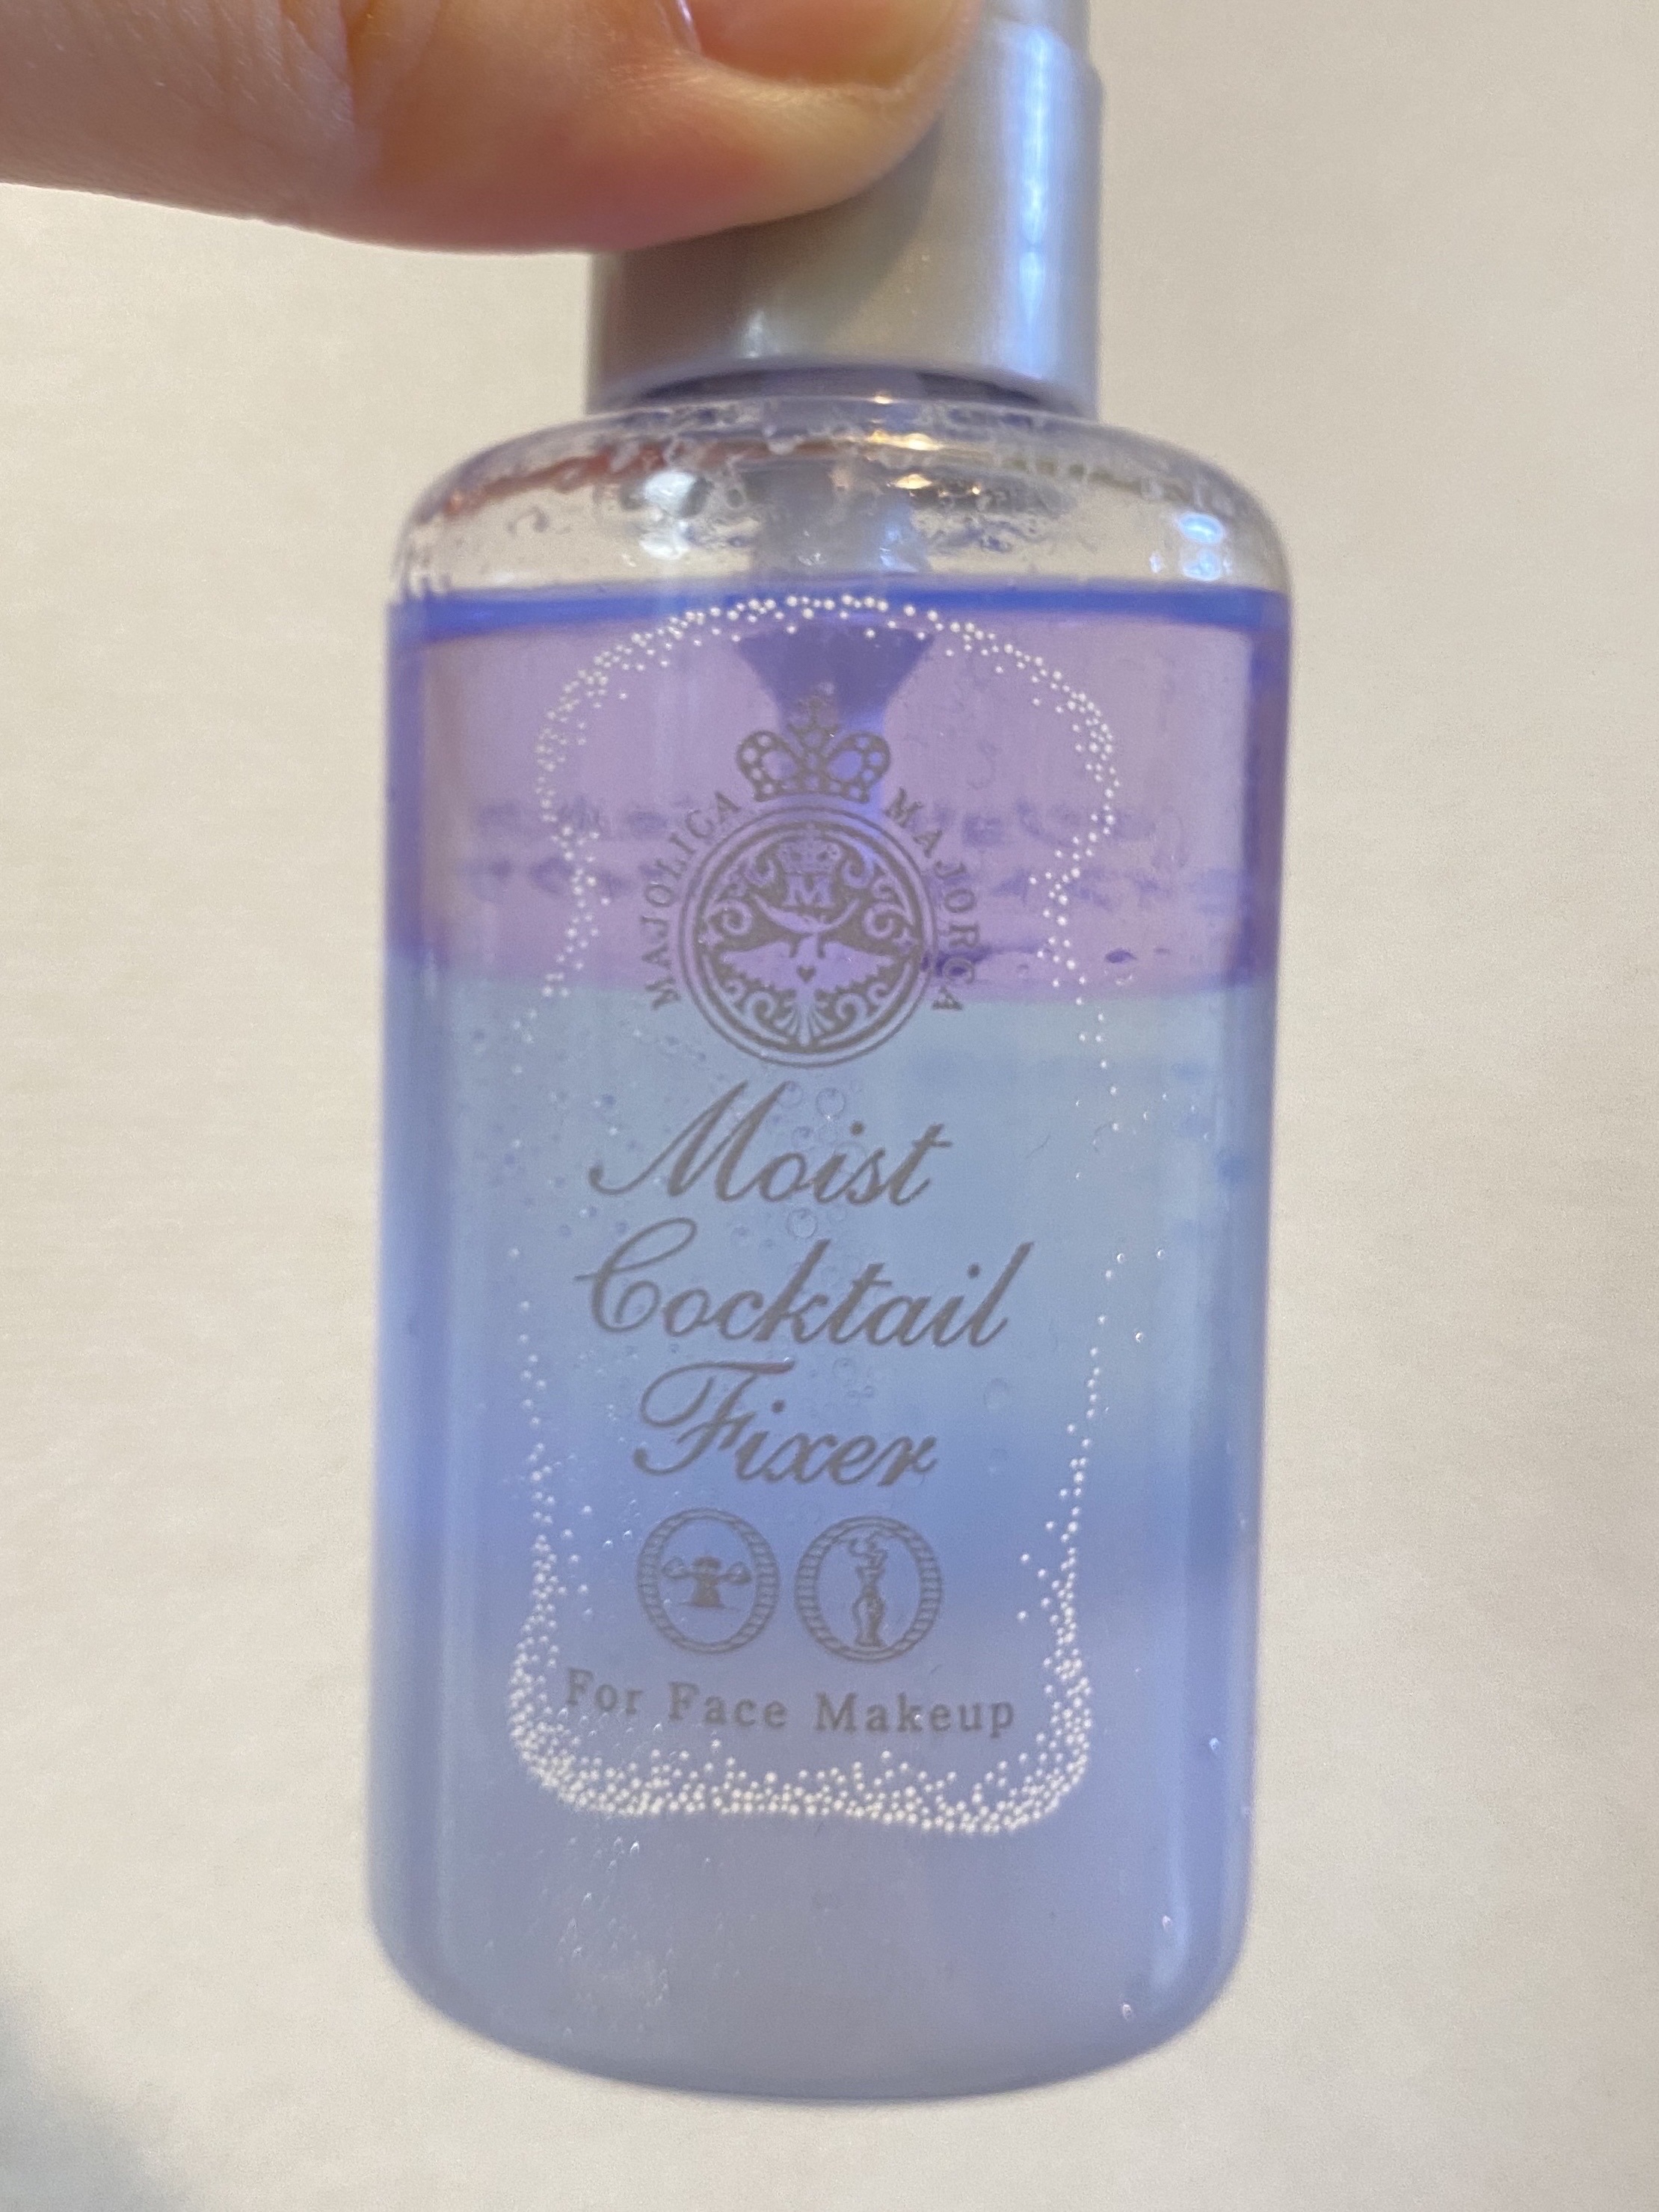 MAJOLICA MAJORCA
M
Moist
Cocktail
Fixer
For Face Makeup